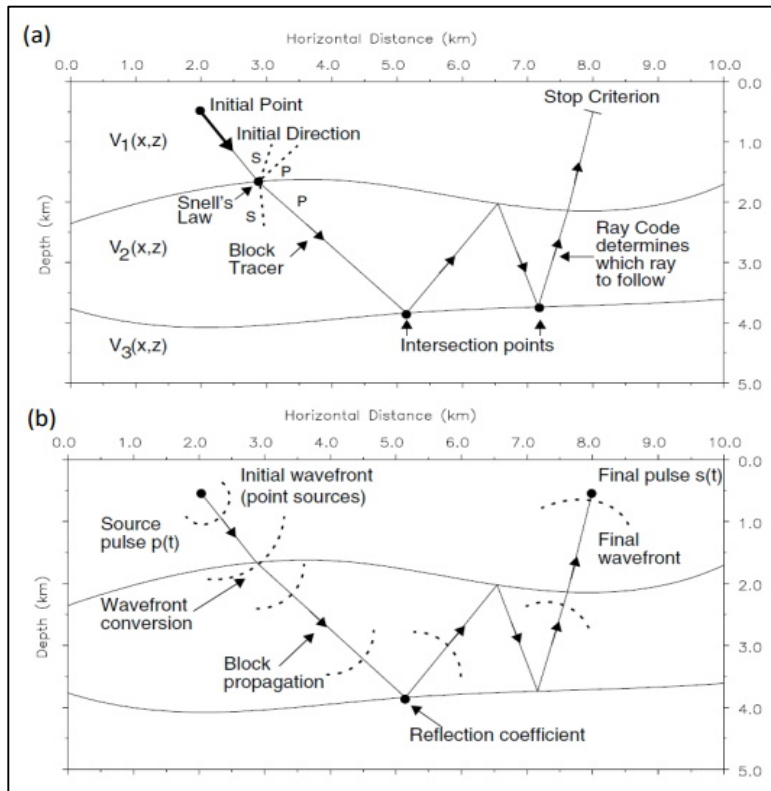 (a)
Horizontal Distance (km)
0.0 1.0 2.0 3.0 4.0 5.0 6.0 7.0 8.0 9.0 10.0
0.0
Initial Point
Stop Criterion
V1(x,z)
Initial Direction
1.0
S
P
P
Snell's
Law
S
2.0
Depth (km)
V2(x,z)
Block
Tracer
Ray Code
determines
which ray
to follow
3.0
V3(x,z)
Intersection points
4.0
5.0
(b)
Horizontal Distance (km)
0.0 1.0 2.0 3.0 4.0 5.0 6.0 7.0 8.0 9.0 10.0
0.0
Initial wavefront
(point sources)
Final pulse s(t)
Source
pulse p(t)
1.0
Final
wavefront
Wavefront
conversion
2.0
Depth (km)
Block
propagation
3.0
4.0
Reflection coefficient
5.0